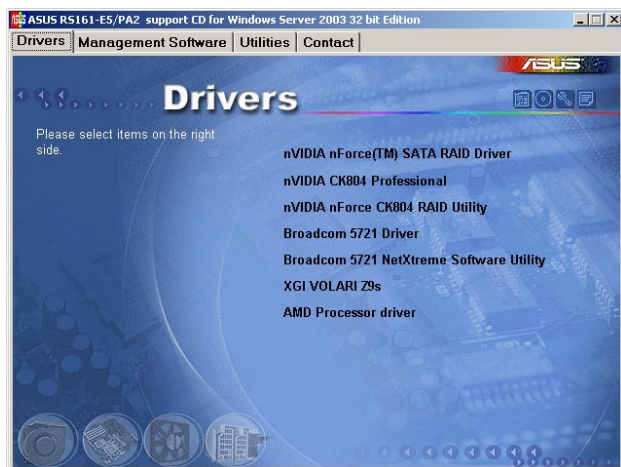 ASUS RS161-E5/PA2 support CD for Windows Server 2003 32 bit Edition
Drivers Management Software Utilities Contact
ASUS
Drivers
Please select items on the right
side.
nVIDIA nForce(TM) SATA RAID Driver
nVIDIA CK804 Professional
nVIDIA nForce CK804 RAID Utility
Broadcom 5721 Driver
Broadcom 5721 NetXtreme Software Utility
XGI VOLARI Z9s
AMD Processor driver